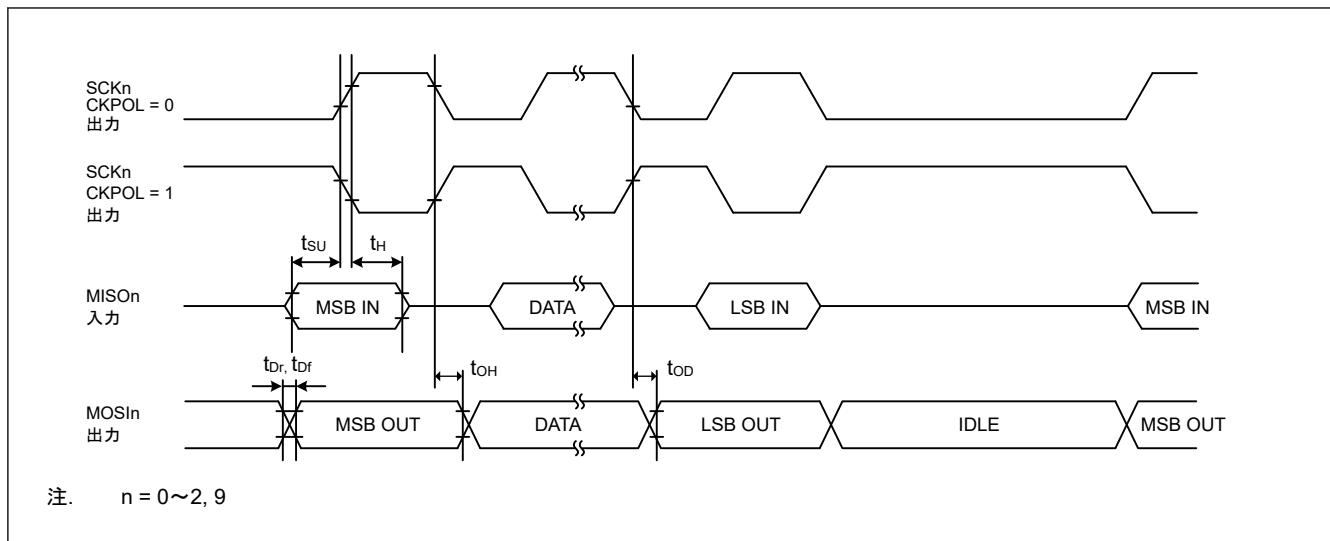 SCKn
CKPOL = 0
出力
SCKn
CKPOL = 1
出力
tSU
tH
MISOn
入力
MSB IN
DATA
LSB IN
MSB IN
tDr, tDf
tOH
tOD
MOSIn
出力
MSB OUT
DATA
LSB OUT
IDLE
MSB OUT
注. n = 0～2, 9